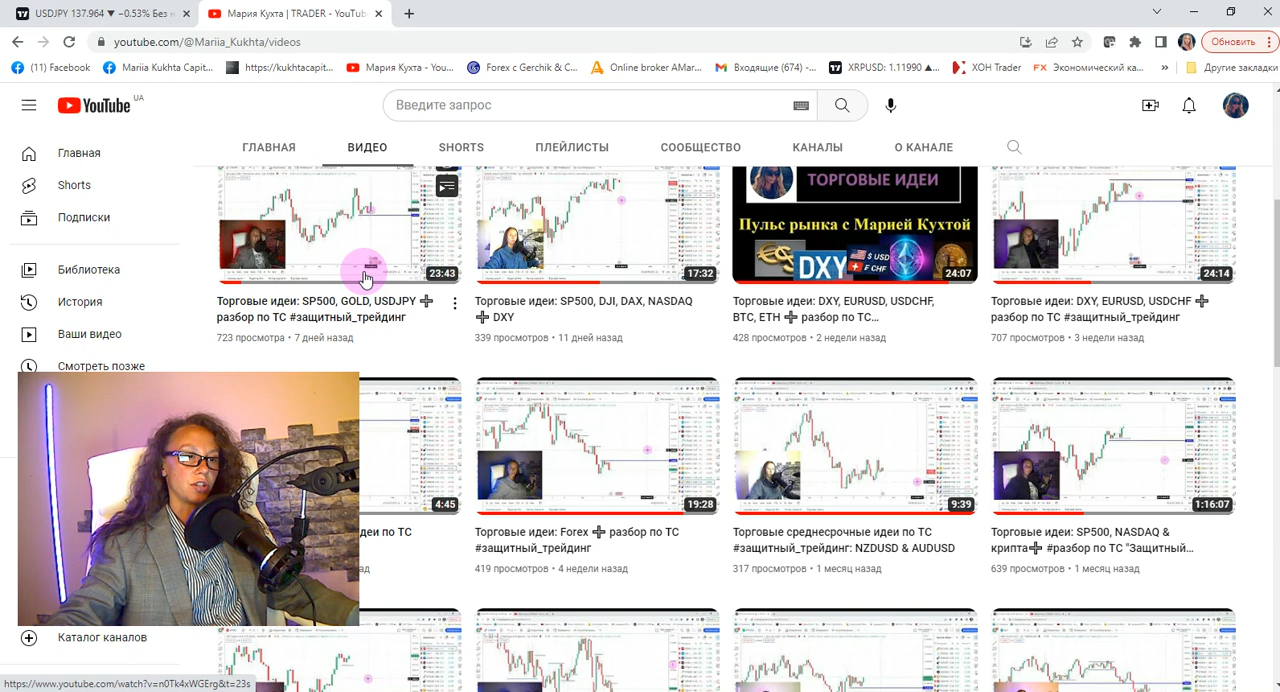 USDJPY 137.964 ▼ −0.53% Без н
Мария Кухта | TRADER - YouTub
youtube.com/@Mariia_Kukhta/videos
Обновить
(11) Facebook
Mariia Kukhta Capit...
https://kukhtacapit...
Мария Кухта - You...
Forex c Gerchik & C...
Online broker AMar...
Входящие (674) -...
XRPUSD: 1.11990 ▲...
XOH Trader
Экономический ка...
»
Другие закладки
YouTube UA
Введите запрос
ГЛАВНАЯ
ВИДЕО
SHORTS
ПЛЕЙЛИСТЫ
СООБЩЕСТВО
КАНАЛЫ
О КАНАЛЕ
Главная
Shorts
Подписки
Библиотека
История
Ваши видео
Смотреть позже
Каталог каналов
23:43
Торговые идеи: SP500, GOLD, USDJPY ➕
разбор по ТС #защитный_трейдинг
723 просмотра • 7 дней назад
17:32
Торговые идеи: SP500, DJI, DAX, NASDAQ
➕ DXY
339 просмотров • 11 дней назад
ТОРГОВЫЕ ИДЕИ
Пульс рынка с Марией Кухтой
DXY
$ USD
₣ CHF
24:07
Торговые идеи: DXY, EURUSD, USDCHF,
BTC, ETH ➕ разбор по ТС...
428 просмотров • 2 недели назад
24:14
Торговые идеи: DXY, EURUSD, USDCHF ➕
разбор по ТС #защитный_трейдинг
707 просмотров • 3 недели назад
4:45
деи по ТС
ад
19:28
Торговые идеи: Forex ➕ разбор по ТС
#защитный_трейдинг
419 просмотров • 4 недели назад
9:39
Торговые среднесрочные идеи по ТС
#защитный_трейдинг: NZDUSD & AUDUSD
317 просмотров • 1 месяц назад
1:16:07
Торговые идеи: SP500, NASDAQ &
крипта➕ #разбор по ТС "Защитный...
639 просмотров • 1 месяц назад